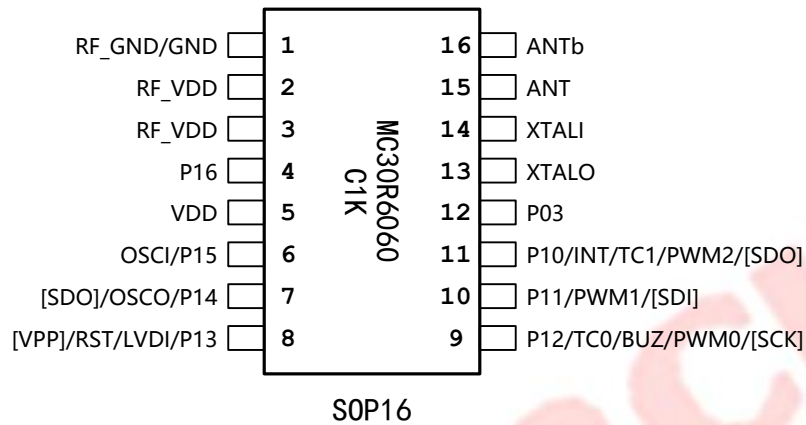 RF_GND/GND 1 16 ANTb
RF_VDD 2 15 ANT
RF_VDD 3 14 XTALI
P16 4 13 XTALO
VDD 5 12 P03
OSCI/P15 6 11 P10/INT/TC1/PWM2/[SDO]
[SDO]/OSCO/P14 7 10 P11/PWM1/[SDI]
[VPP]/RST/LVDI/P13 8 9 P12/TC0/BUZ/PWM0/[SCK]
MC30R6060
C1K
SOP16